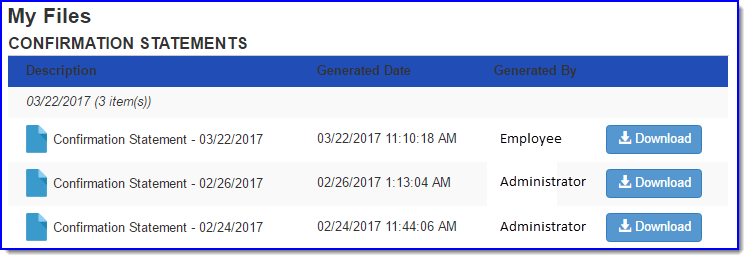 My Files
CONFIRMATION STATEMENTS
Description Generated Date Generated By
03/22/2017 (3 item(s))
Confirmation Statement - 03/22/2017 03/22/2017 11:10:18 AM Employee Download
Confirmation Statement - 02/26/2017 02/26/2017 1:13:04 AM Administrator Download
Confirmation Statement - 02/24/2017 02/24/2017 11:44:06 AM Administrator Download